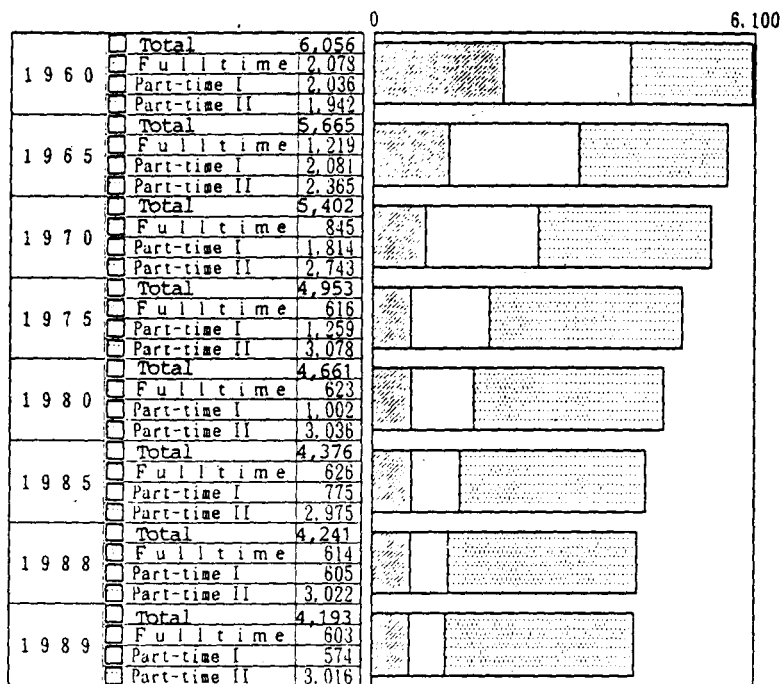 0 6,100
Total 6,056
1960 Fulltime 2,078
Part-time I 2,036
Part-time II 1,942
Total 5,665
1965 Fulltime 1,219
Part-time I 2,081
Part-time II 2,365
Total 5,402
1970 Fulltime 845
Part-time I 1,814
Part-time II 2,743
Total 4,953
1975 Fulltime 616
Part-time I 1,259
Part-time II 3,078
Total 4,661
1980 Fulltime 623
Part-time I 1,002
Part-time II 3,036
Total 4,376
1985 Fulltime 626
Part-time I 775
Part-time II 2,975
Total 4,241
1988 Fulltime 614
Part-time I 605
Part-time II 3,022
Total 4,193
1989 Fulltime 603
Part-time I 574
Part-time II 3,016